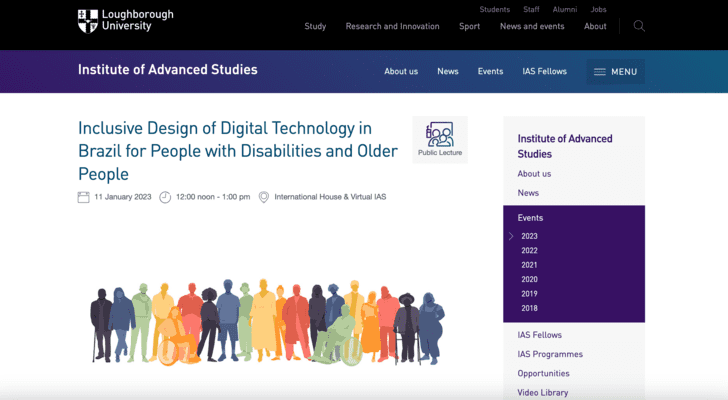 Students Staff Alumni Jobs
Loughborough
University
Study Research and Innovation Sport News and events About
Institute of Advanced Studies
About us News Events IAS Fellows MENU
Inclusive Design of Digital Technology in
Brazil for People with Disabilities and Older
People
Public Lecture
11 January 2023 12:00 noon - 1:00 pm International House & Virtual IAS
Institute of Advanced
Studies
About us
News
Events
2023
2022
2021
2020
2019
2018
IAS Fellows
IAS Programmes
Opportunities
Video Library